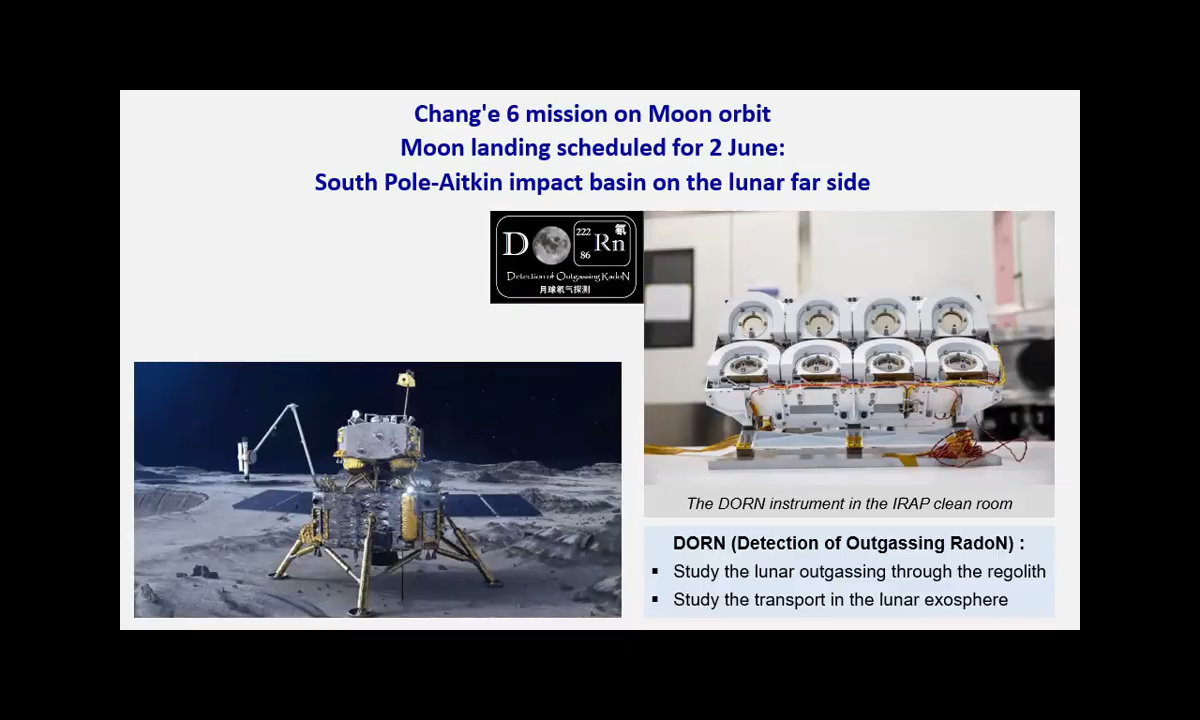 Chang'e 6 mission on Moon orbit
Moon landing scheduled for 2 June:
South Pole-Aitkin impact basin on the lunar far side
D 222 86 Rn 氡
Detection of Outgassing RadoN
月球氡气探测
The DORN instrument in the IRAP clean room
DORN (Detection of Outgassing RadoN) :
▪ Study the lunar outgassing through the regolith
▪ Study the transport in the lunar exosphere